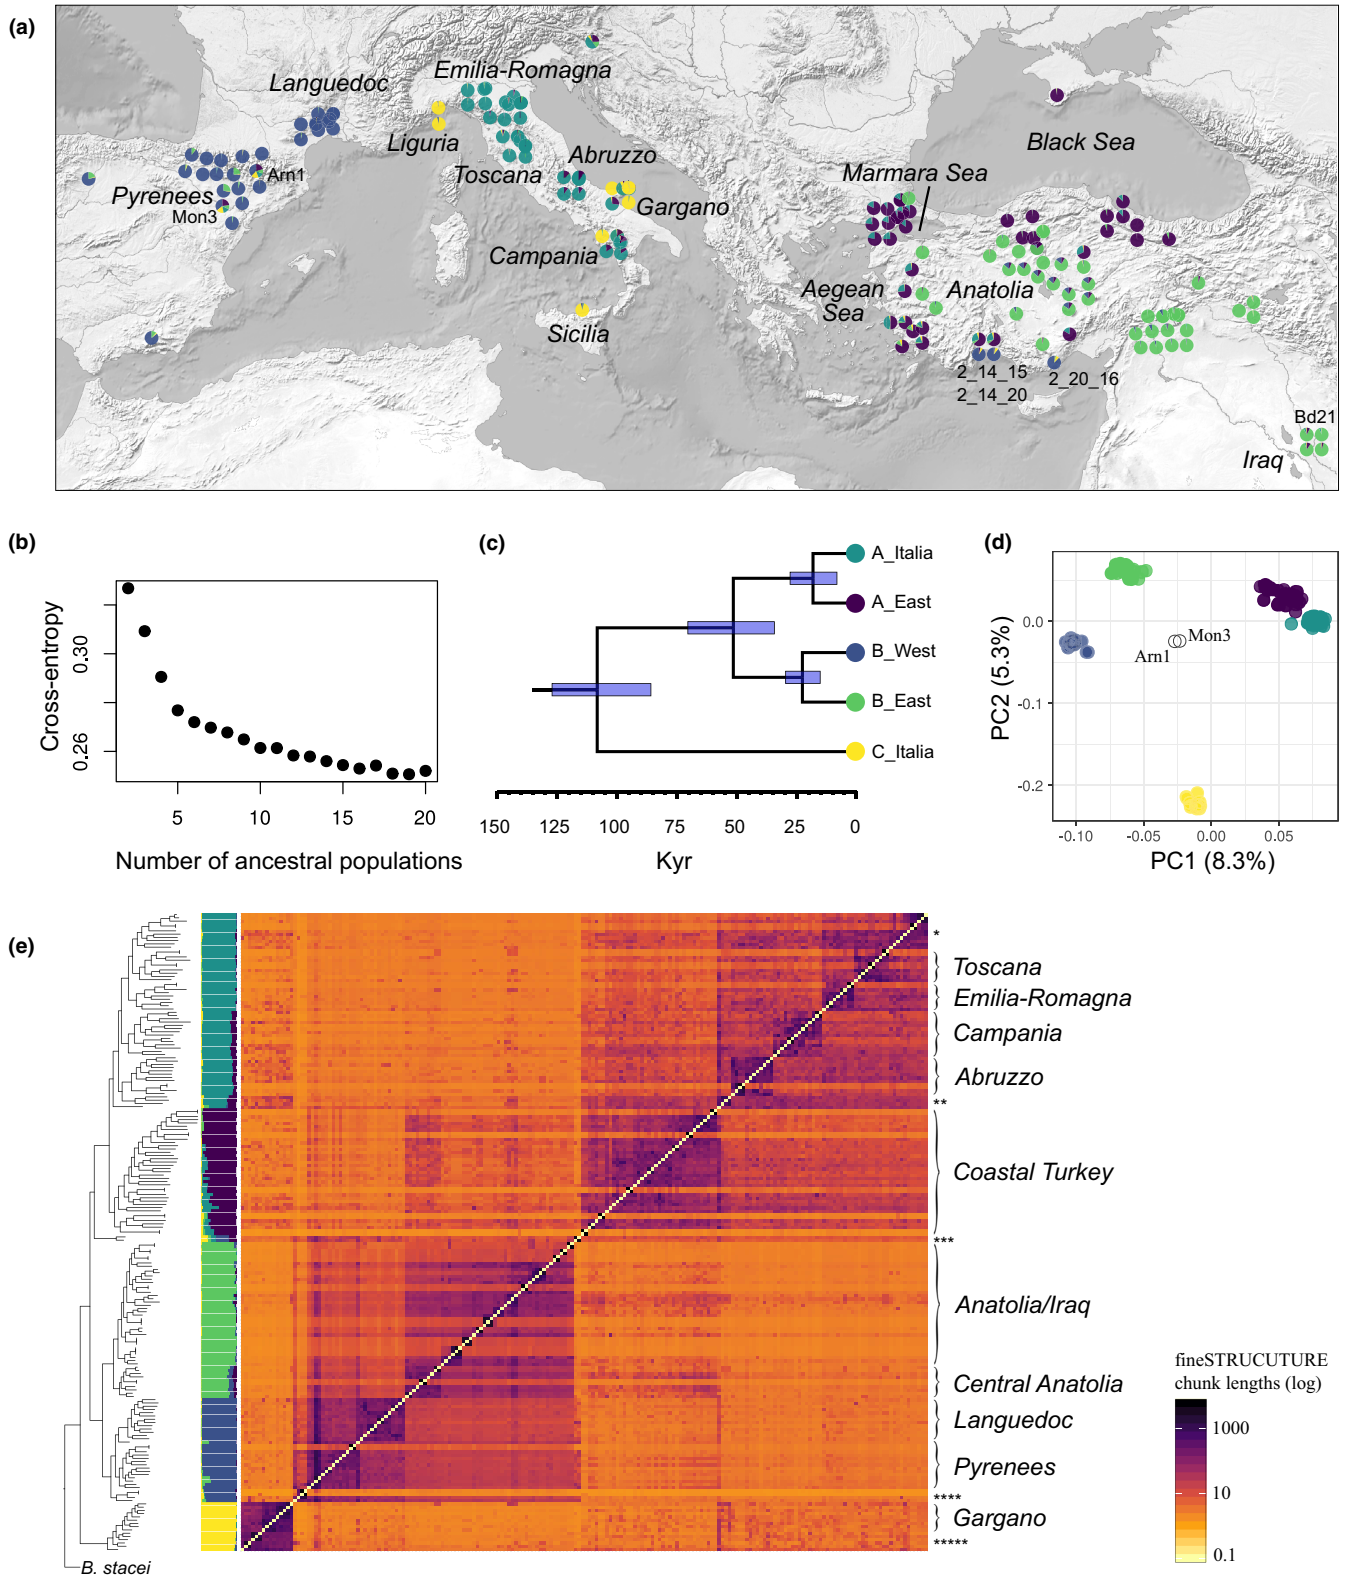 (a)
Languedoc
Emilia-Romagna
Liguria
Toscana
Abruzzo
Gargano
Pyrenees
Arn1
Mon3
Campania
Sicilia
Black Sea
Marmara Sea
Aegean
Sea
Anatolia
2_14_15
2_14_20
2_20_16
Bd21
Iraq
(b)
Cross-entropy
0.30
0.26
5
10
15
20
Number of ancestral populations
(c)
A_Italia
A_East
B_West
B_East
C_Italia
150
125
100
75
50
25
0
Kyr
(d)
PC2 (5.3%)
0.0
-0.1
-0.2
Mon3
Arn1
-0.10
-0.05
0.00
0.05
PC1 (8.3%)
(e)
*
Toscana
Emilia-Romagna
Campania
Abruzzo
**
Coastal Turkey
***
Anatolia/Iraq
Central Anatolia
Languedoc
Pyrenees
****
Gargano
*****
B. stacei
fineSTRUCUTURE
chunk lengths (log)
1000
10
0.1